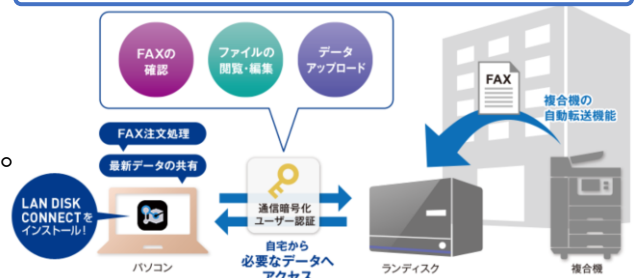 FAXの
確認
ファイルの
閲覧・編集
データ
アップロード
FAX
複合機の
自動転送機能
FAX注文処理
最新データの共有
。
LAN DISK
CONNECTを
インストール!
通信暗号化
ユーザー認証
パソコン
自宅から
必要なデータへ
アクセス
ランディスク
複合機